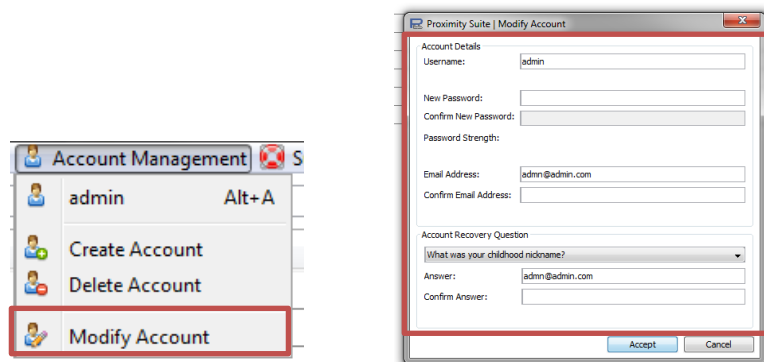 Account Management S
admin Alt+A
Create Account
Delete Account
Modify Account
Proximity Suite | Modify Account
Account Details
Username: admin
New Password:
Confirm New Password:
Password Strength:
Email Address: admn@admin.com
Confirm Email Address:
Account Recovery Question
What was your childhood nickname?
Answer: admn@admin.com
Confirm Answer:
Accept Cancel